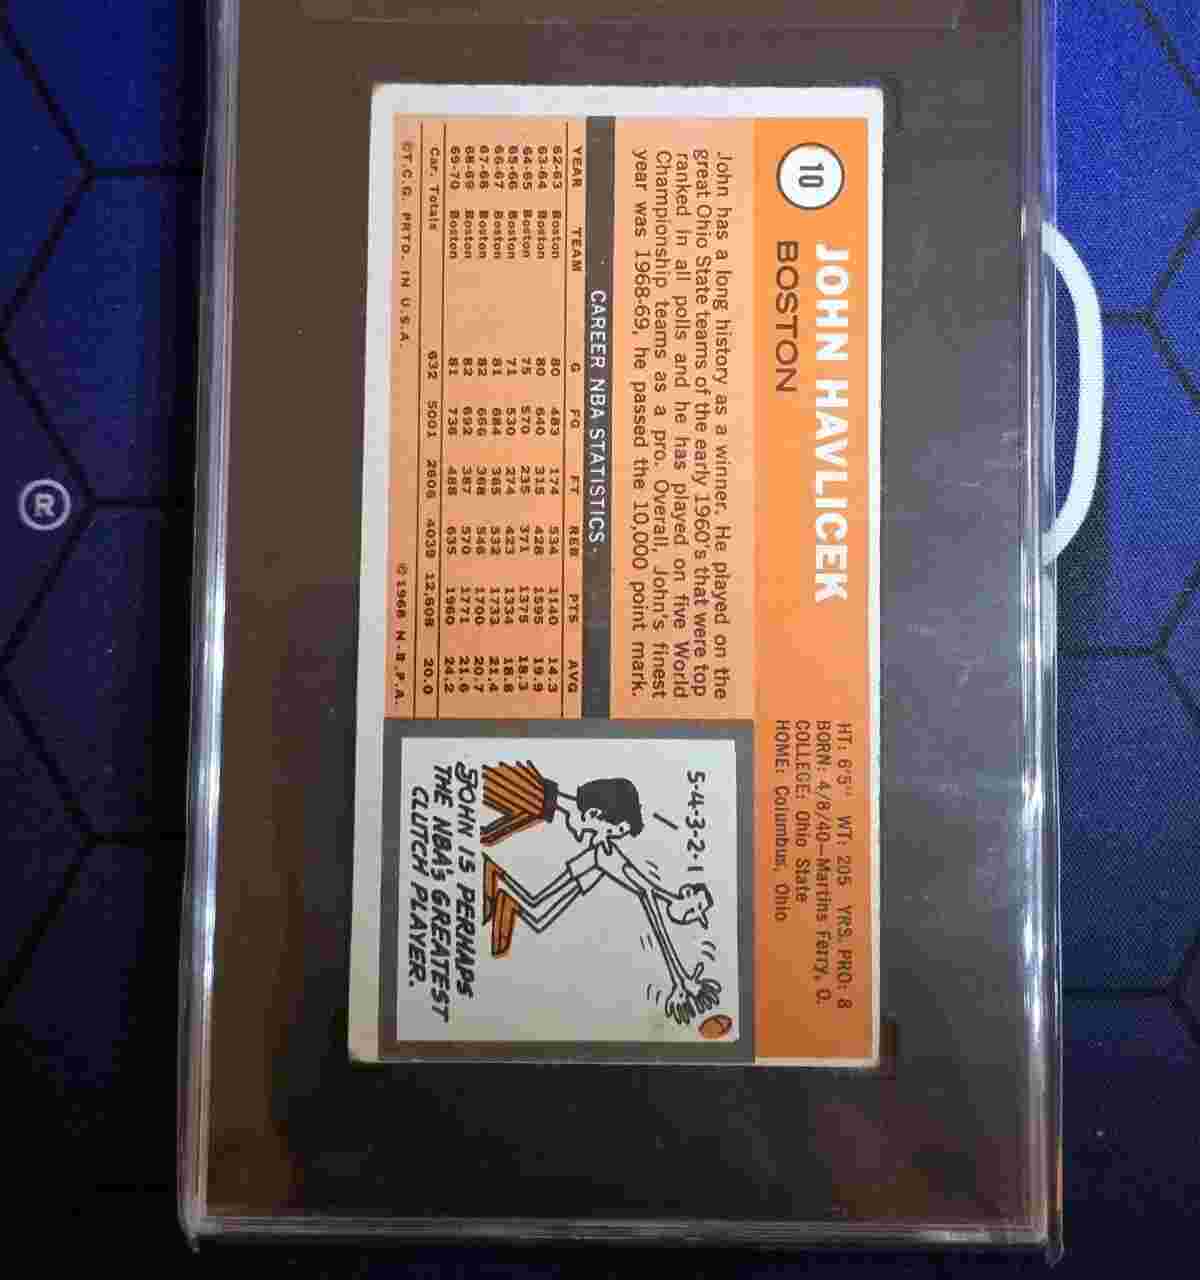 10
JOHN HAVLICEK
BOSTON
HT: 6'5" WT: 205 YRS. PRO: 8
BORN: 4/8/40—Martins Ferry, O.
COLLEGE: Ohio State
HOME: Columbus, Ohio
John has a long history as a winner. He played on the
great Ohio State teams of the early 1960's that were top
ranked in all polls and he has played on five World
Championship teams as a pro. Overall, John's finest
year was 1968-69, he passed the 10,000 point mark.
CAREER NBA STATISTICS.
YEAR TEAM G FG FT REB PTS AVG
62-63 Boston 80 483 174 534 1140 14.3
63-64 Boston 80 640 315 428 1595 19.9
64-65 Boston 75 570 235 371 1375 18.3
65-66 Boston 71 530 274 423 1334 18.8
66-67 Boston 81 684 365 532 1733 21.4
67-68 Boston 82 666 368 546 1700 20.7
68-69 Boston 82 692 387 570 1771 21.6
69-70 Boston 81 736 488 635 1960 24.2
Car. Totals 632 5001 2606 4039 12,608 20.0
©T.C.G. PRTD. IN U.S.A. © 1968 N.B.P.A.
5-4-3-2-1
JOHN IS PERHAPS
THE NBA'S GREATEST
CLUTCH PLAYER.
®